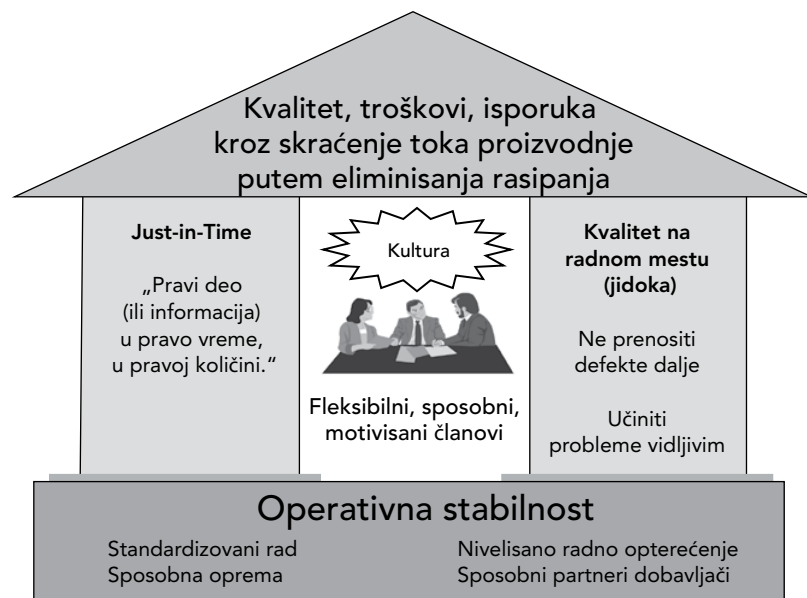 Kvalitet, troškovi, isporuka
kroz skraćenje toka proizvodnje
putem eliminisanja rasipanja
Just-in-Time
„Pravi deo
(ili informacija)
u pravo vreme,
u pravoj količini.“
Kultura
Fleksibilni, sposobni,
motivisani članovi
Kvalitet na
radnom mestu
(jidoka)
Ne prenositi
defekte dalje
Učiniti
probleme vidljivim
Operativna stabilnost
Standardizovani rad
Sposobna oprema
Nivelisano radno opterećenje
Sposobni partneri dobavljači